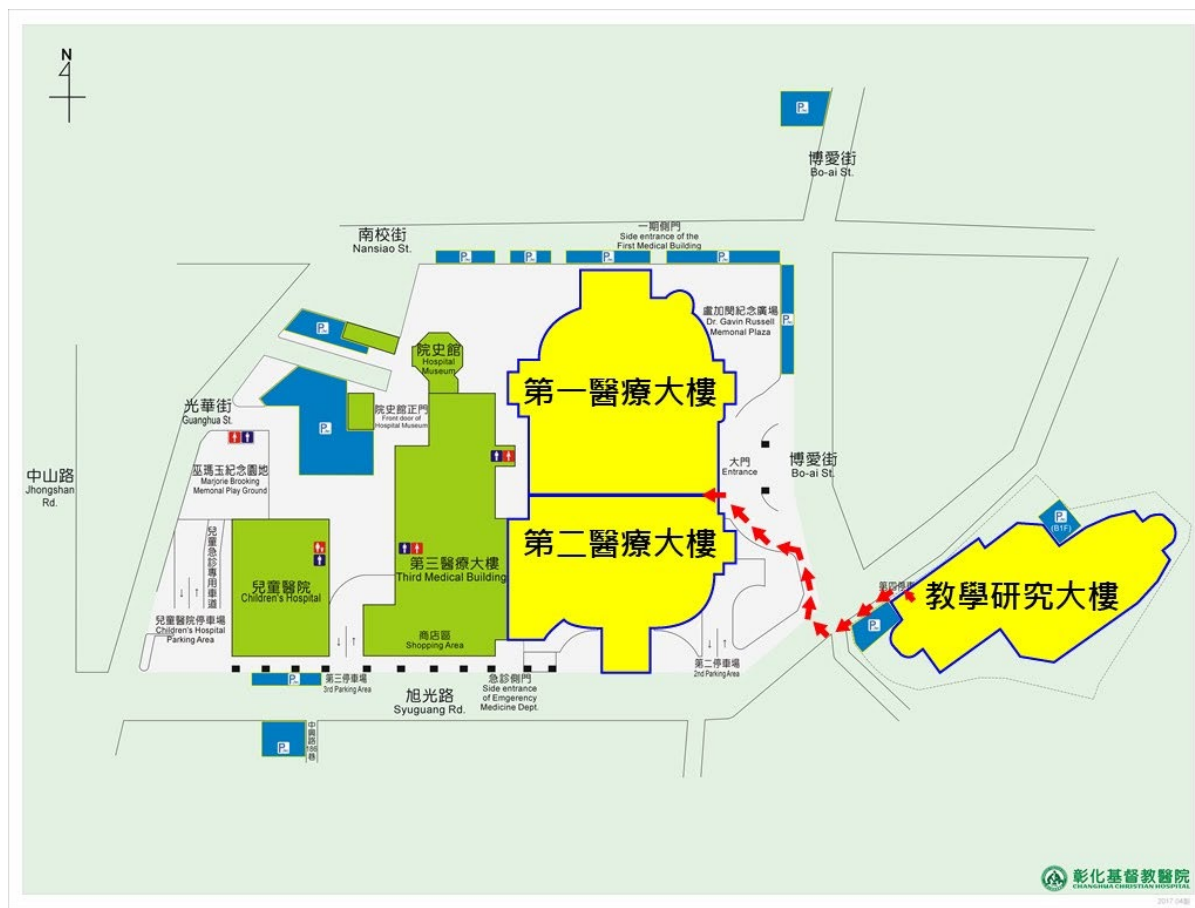 N
博愛街
Bo-ai St.
南校街
Nansiao St.
一期側門
Side entrance of the
First Medical Building
盧加閔紀念廣場
Dr. Gavin Russell
Memorial Plaza
院史館
Hospital
Museum
第一醫療大樓
院史館正門
Front door of
Hospital Museum
光華街
Guanghua St.
中山路
Jhongshan
Rd.
巫瑪玉紀念園地
Marjorie Brooking
Memorial Play Ground
大門
Entrance
博愛街
Bo-ai St.
P
(B1F)
兒童急診專用車道
第二醫療大樓
第三醫療大樓
Third Medical Building
兒童醫院
Children's Hospital
第四停車
教學研究大樓
兒童醫院停車場
Children's Hospital
Parking Area
商店區
Shopping Area
第二停車場
2nd Parking Area
第三停車場
3rd Parking Area
急診側門
Side entrance
of Emgerency
Medicine Dept.
旭光路
Syuguang Rd.
中興路186巷
彰化基督教醫院
CHANGHUA CHRISTIAN HOSPITAL